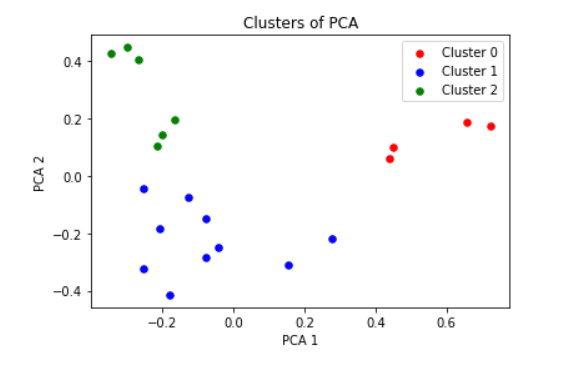 Clusters of PCA
Cluster 0
Cluster 1
Cluster 2
0.4
0.2
0.0
−0.2
−0.4
PCA 2
−0.2
0.0
0.2
0.4
0.6
PCA 1